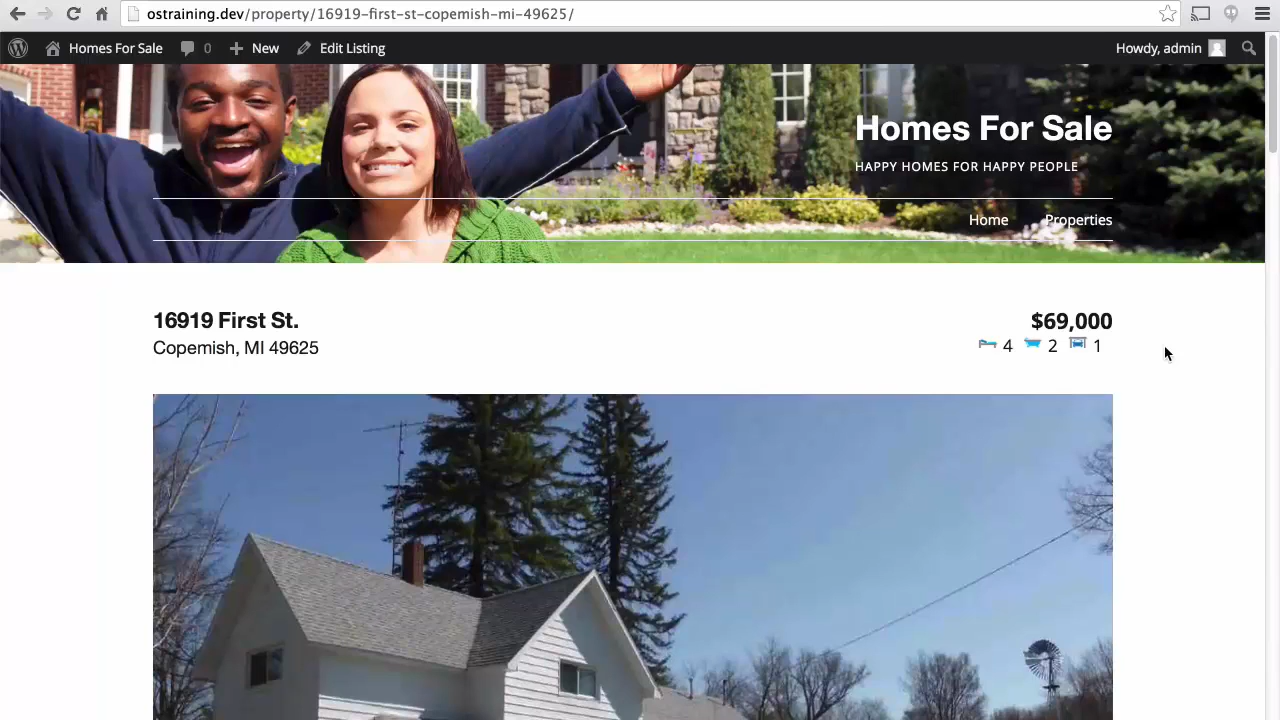 ostraining.dev/property/16919-first-st-copemish-mi-49625/
Homes For Sale 0 New Edit Listing Howdy, admin
Homes For Sale
HAPPY HOMES FOR HAPPY PEOPLE
Home Properties
16919 First St. $69,000
Copemish, MI 49625 4 2 1